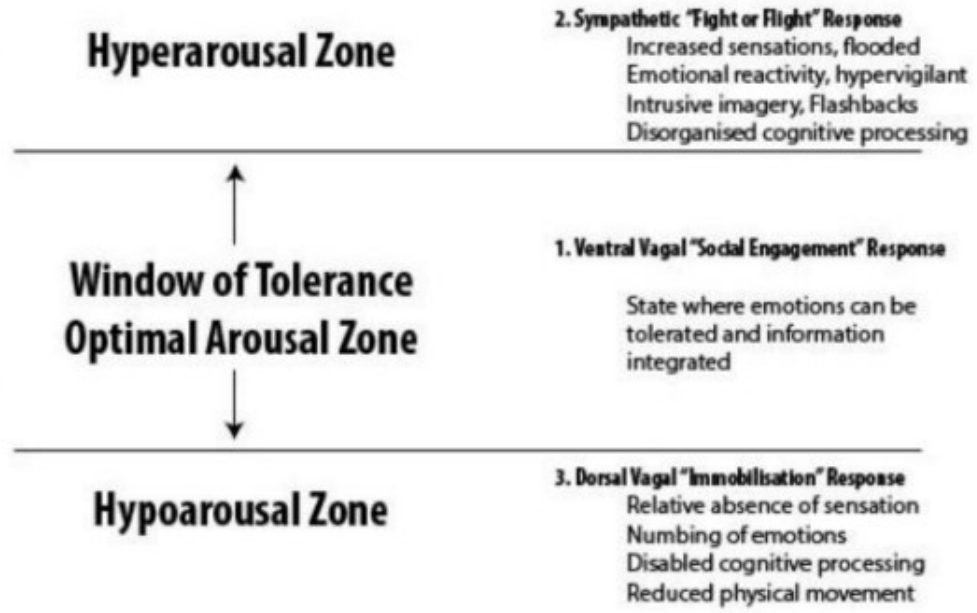 Hyperarousal Zone
2. Sympathetic "Fight or Flight" Response
Increased sensations, flooded
Emotional reactivity, hypervigilant
Intrusive imagery, Flashbacks
Disorganised cognitive processing
Window of Tolerance
Optimal Arousal Zone
1. Ventral Vagal "Social Engagement" Response
State where emotions can be
tolerated and information
integrated
Hypoarousal Zone
3. Dorsal Vagal "Immobilisation" Response
Relative absence of sensation
Numbing of emotions
Disabled cognitive processing
Reduced physical movement